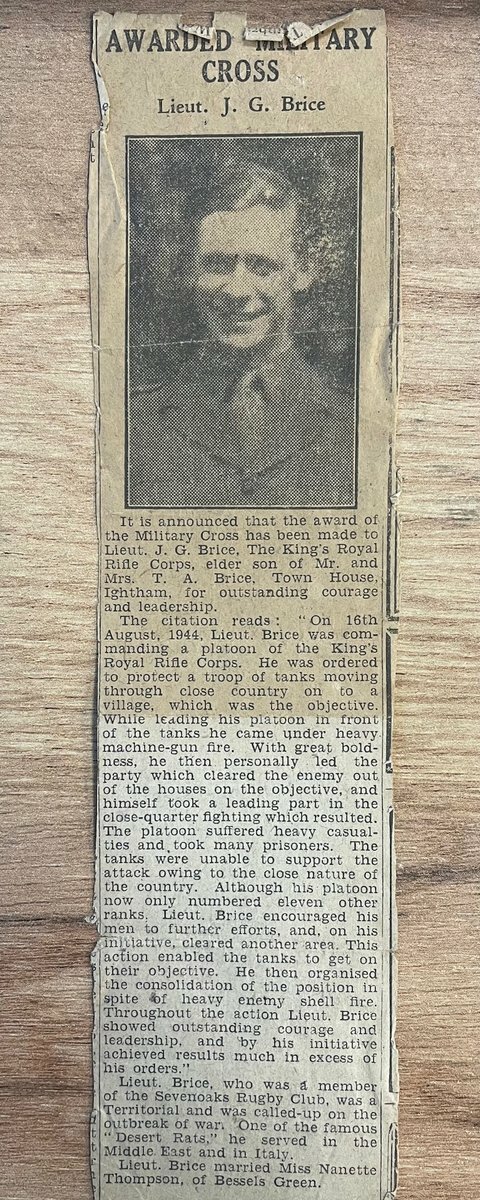 AWARDED MILITARY
CROSS
Lieut. J. G. Brice
It is announced that the award of
the Military Cross has been made to
Lieut. J. G. Brice, The King's Royal
Rifle Corps, elder son of Mr. and
Mrs. T. A. Brice, Town House,
Ightham, for outstanding courage
and leadership.
The citation reads: "On 16th
August, 1944, Lieut. Brice was com-
manding a platoon of the King's
Royal Rifle Corps. He was ordered
to protect a troop of tanks moving
through close country on to a
village, which was the objective.
While leading his platoon in front
of the tanks he came under heavy
machine-gun fire. With great bold-
ness, he then personally led the
party which cleared the enemy out
of the houses on the objective, and
himself took a leading part in the
close-quarter fighting which resulted.
The platoon suffered heavy casual-
ties and took many prisoners. The
tanks were unable to support the
attack owing to the close nature of
the country. Although his platoon
now only numbered eleven other
ranks, Lieut. Brice encouraged his
men to further efforts, and, on his
initiative, cleared another area. This
action enabled the tanks to get on
their objective. He then organised
the consolidation of the position in
spite of heavy enemy shell fire.
Throughout the action Lieut. Brice
showed outstanding courage and
leadership, and by his initiative
achieved results much in excess of
his orders."
Lieut. Brice, who was a member
of the Sevenoaks Rugby Club, was a
Territorial and was called-up on the
outbreak of war. One of the famous
"Desert Rats," he served in the
Middle East and in Italy.
Lieut. Brice married Miss Nanette
Thompson, of Bessels Green.